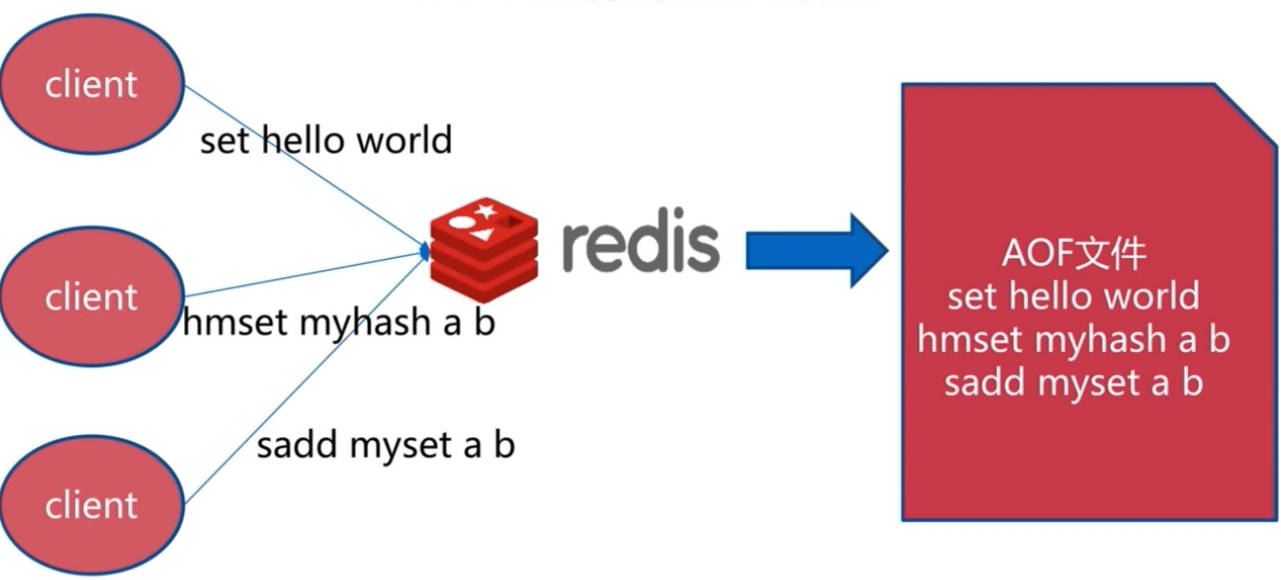 client
set hello world
client
hmset myhash a b
client
sadd myset a b
redis
AOF文件
set hello world
hmset myhash a b
sadd myset a b